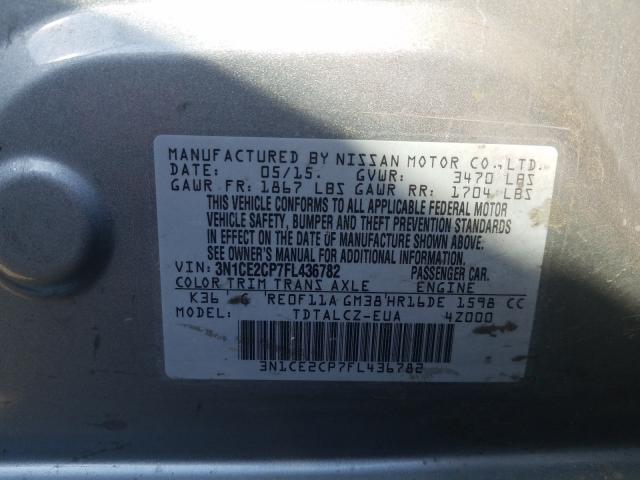 MANUFACTURED BY NISSAN MOTOR CO.,LTD.
DATE: 05/15. GVWR: 3470 LBS
GAWR FR: 1867 LBS GAWR RR: 1704 LBS
THIS VEHICLE CONFORMS TO ALL APPLICABLE FEDERAL MOTOR
VEHICLE SAFETY, BUMPER AND THEFT PREVENTION STANDARDS
IN EFFECT ON THE DATE OF MANUFACTURE SHOWN ABOVE.
SEE OWNER'S MANUAL FOR ADDITIONAL INFORMATION.
VIN: 3N1CE2CP7FL436782 PASSENGER CAR.
COLOR TRIM TRANS AXLE ENGINE
K36 G RE0F11A GM38 HR16DE 1598 CC
MODEL: TDTALCZ-EUA 4Z000
3N1CE2CP7FL436782